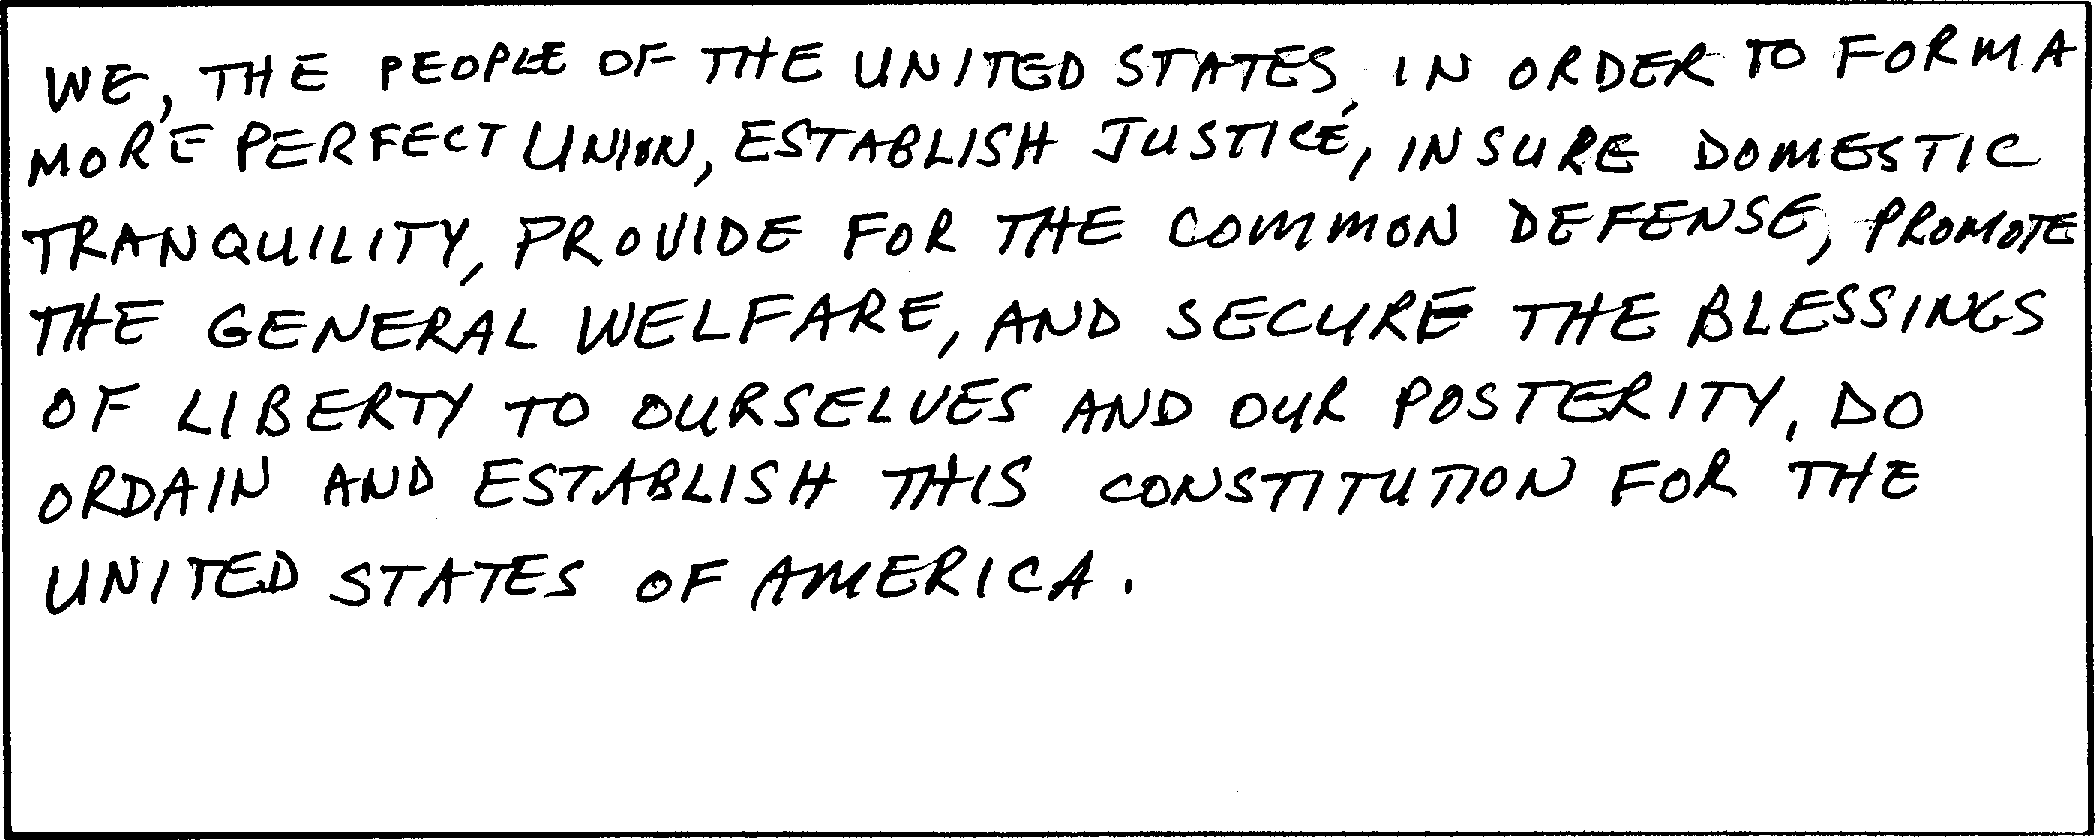 WE, THE PEOPLE OF THE UNITED STATES, IN ORDER TO FORM A
MORE PERFECT UNION, ESTABLISH JUSTICE, INSURE DOMESTIC
TRANQUILITY, PROVIDE FOR THE COMMON DEFENSE, PROMOTE
THE GENERAL WELFARE, AND SECURE THE BLESSINGS
OF LIBERTY TO OURSELVES AND OUR POSTERITY, DO
ORDAIN AND ESTABLISH THIS CONSTITUTION FOR THE
UNITED STATES OF AMERICA.